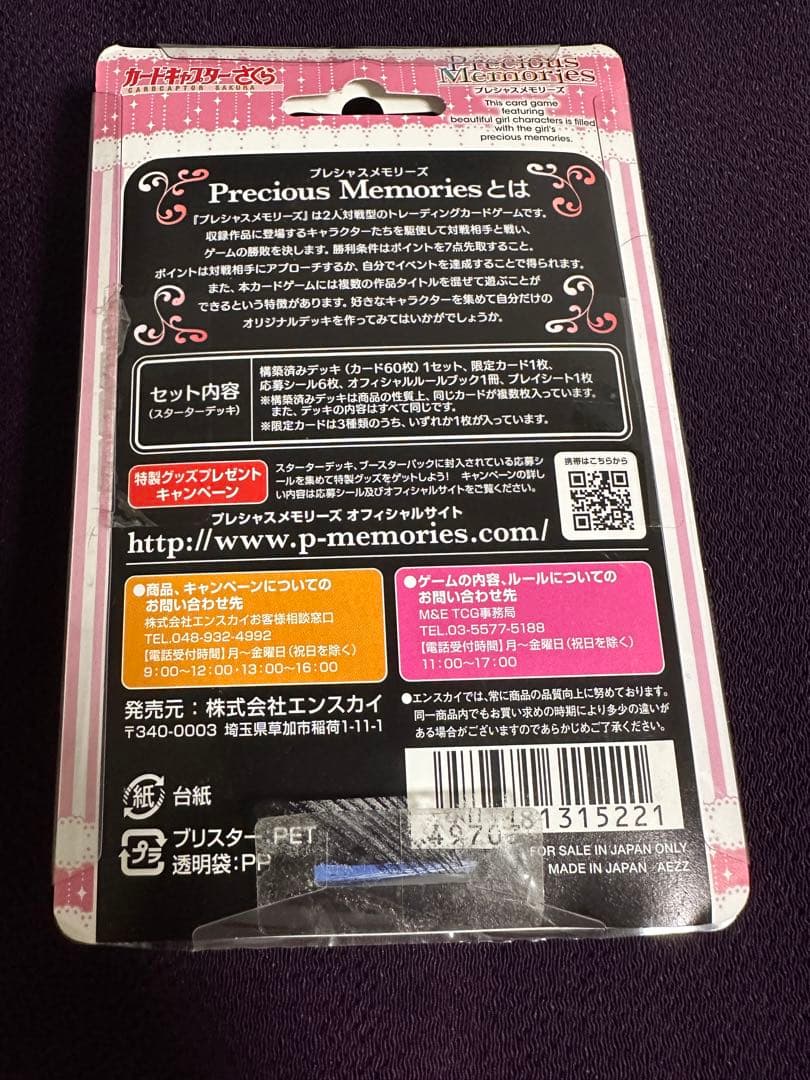 カードキャプターさくら
CARDCAPTOR SAKURA
Precious Memories
プレシャスメモリーズ
This card game
featuring
beautiful girl characters is filled
with the girl's
precious memories.
プレシャスメモリーズ
Precious Memoriesとは
『プレシャスメモリーズ』は2人対戦型のトレーディングカードゲームです。
収録作品に登場するキャラクターたちを駆使して対戦相手と戦い、
ゲームの勝敗を決します。勝利条件はポイントを7点先取すること。
ポイントは対戦相手にアプローチするか、自分でイベントを達成することで得られます。
また、本カードゲームには複数の作品タイトルを混ぜて遊ぶことが
できるという特徴があります。好きなキャラクターを集めて自分だけの
オリジナルデッキを作ってみてはいかがでしょうか。
セット内容
(スターターデッキ)
構築済みデッキ(カード60枚)1セット、限定カード1枚、
応募シール6枚、オフィシャルルールブック1冊、プレイシート1枚
※構築済みデッキは商品の性質上、同じカードが複数枚入っています。
また、デッキの内容はすべて同じです。
※限定カードは3種類のうち、いずれか1枚が入っています。
特製グッズプレゼント
キャンペーン
スターターデッキ、ブースターパックに封入されている応募シ
ールを集めて特製グッズをゲットしよう! キャンペーンの詳し
い内容は応募シール及びオフィシャルサイトをご覧ください。
携帯はこちらから
プレシャスメモリーズ オフィシャルサイト
http://www.p-memories.com/
●商品、キャンペーンについての
お問い合わせ先
株式会社エンスカイお客様相談窓口
TEL.048-932-4992
【電話受付時間】月〜金曜日(祝日を除く)
9:00〜12:00・13:00〜16:00
●ゲームの内容、ルールについての
お問い合わせ先
M&E TCG事務局
TEL.03-5577-5188
【電話受付時間】月〜金曜日(祝日を除く)
11:00〜17:00
発売元:株式会社エンスカイ
〒340-0003 埼玉県草加市稲荷1-11-1
●エンスカイでは、常に商品の品質向上に努めております。
同一商品内でもお買い求めの時期により多少の違いが
ある場合がございますのであらかじめご了承ください。
紙 台紙
プラ ブリスター:PET
透明袋:PP
81315221
FOR SALE IN JAPAN ONLY
MADE IN JAPAN AEZZ